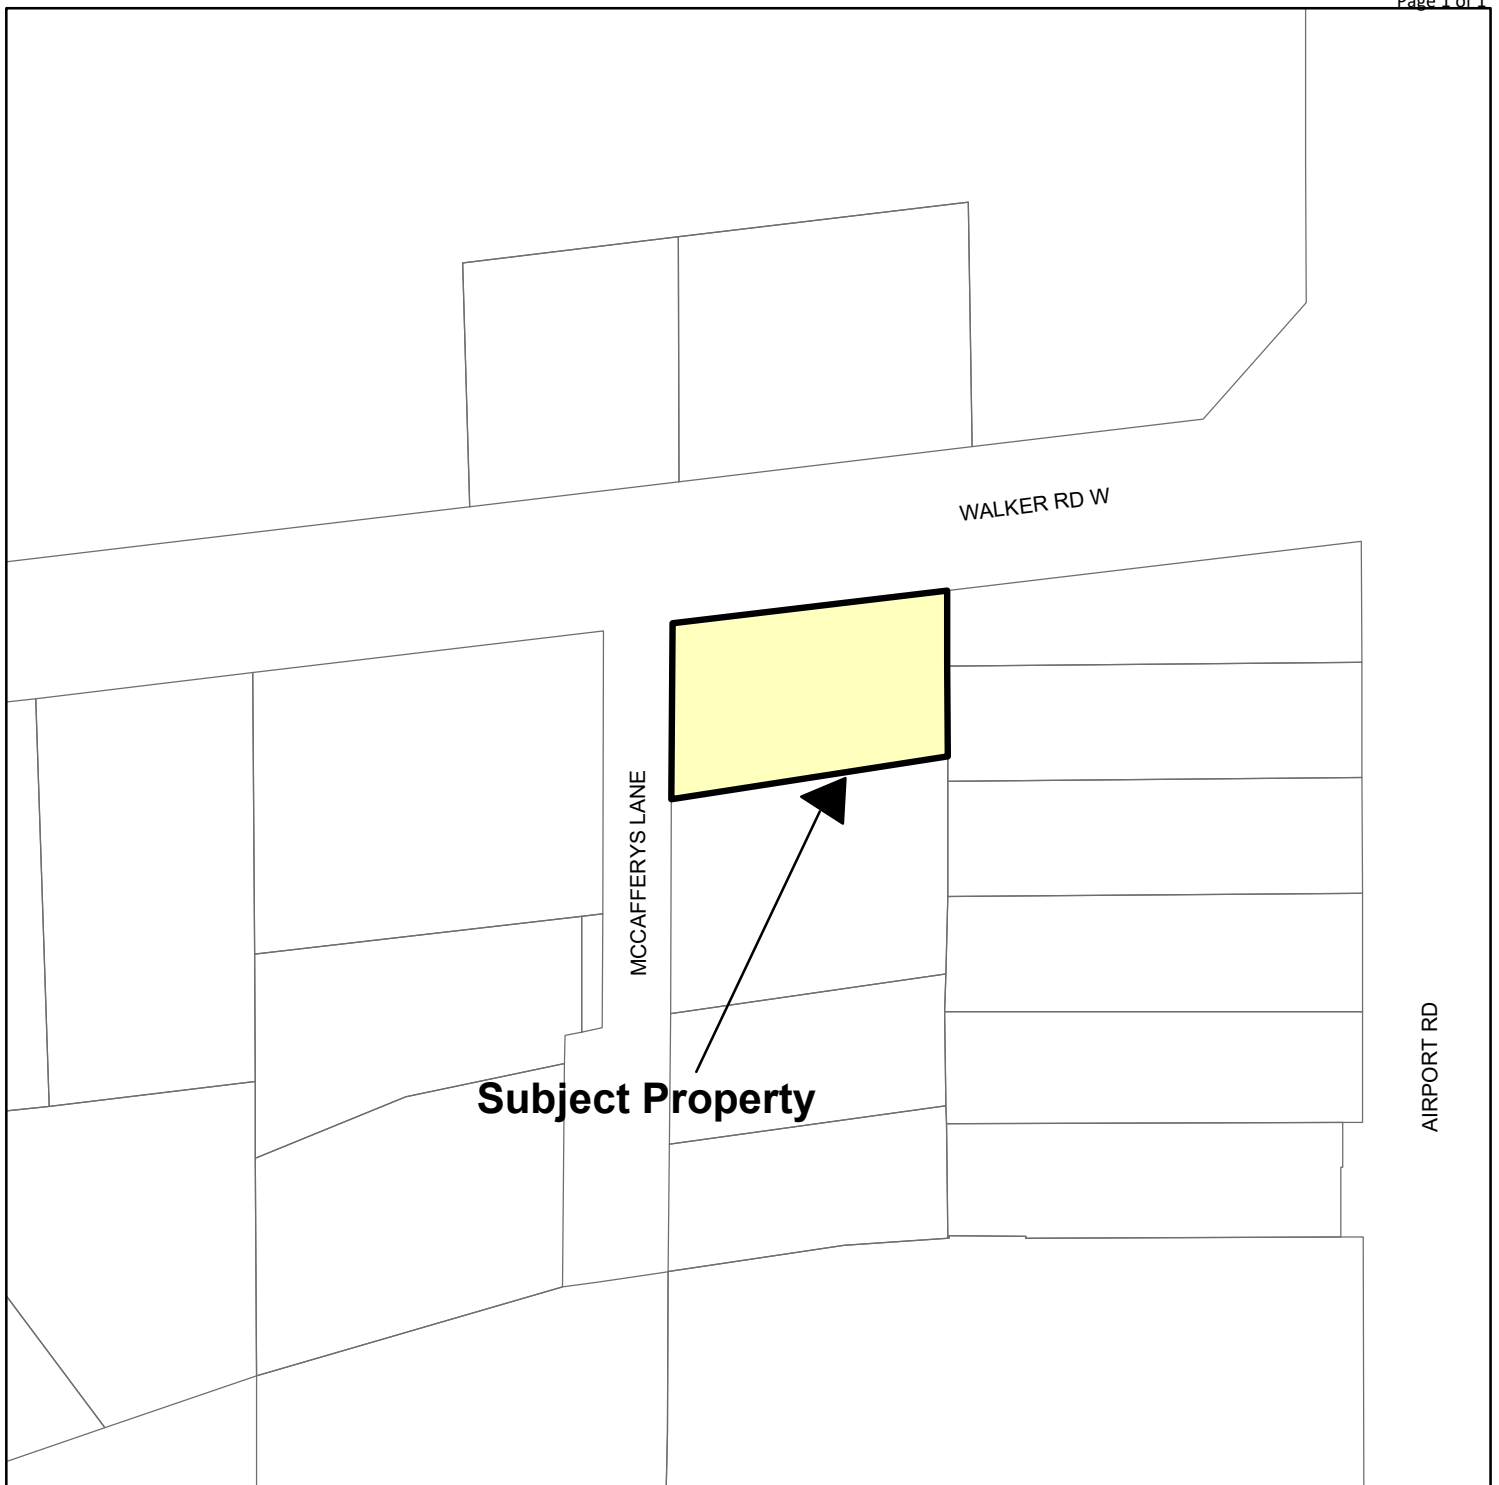 Page 1 of 1
WALKER RD W
MCCAFFERYS LANE
AIRPORT RD
Subject Property